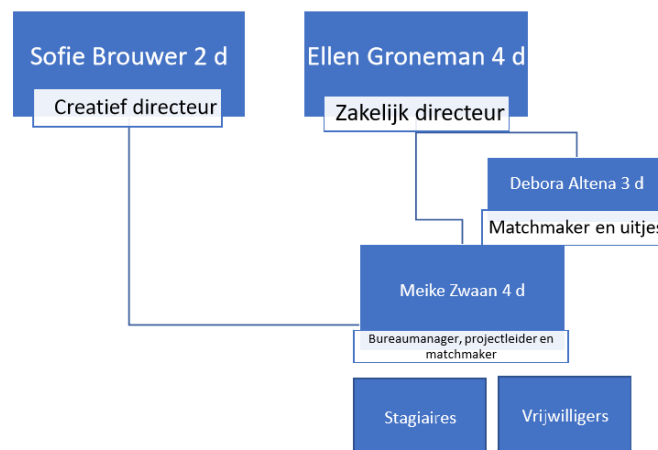 Sofie Brouwer 2 d
Creatief directeur
Ellen Groneman 4 d
Zakelijk directeur
Debora Altena 3 d
Matchmaker en uitjes
Meike Zwaan 4 d
Bureaumanager, projectleider en
matchmaker
Stagiaires
Vrijwilligers